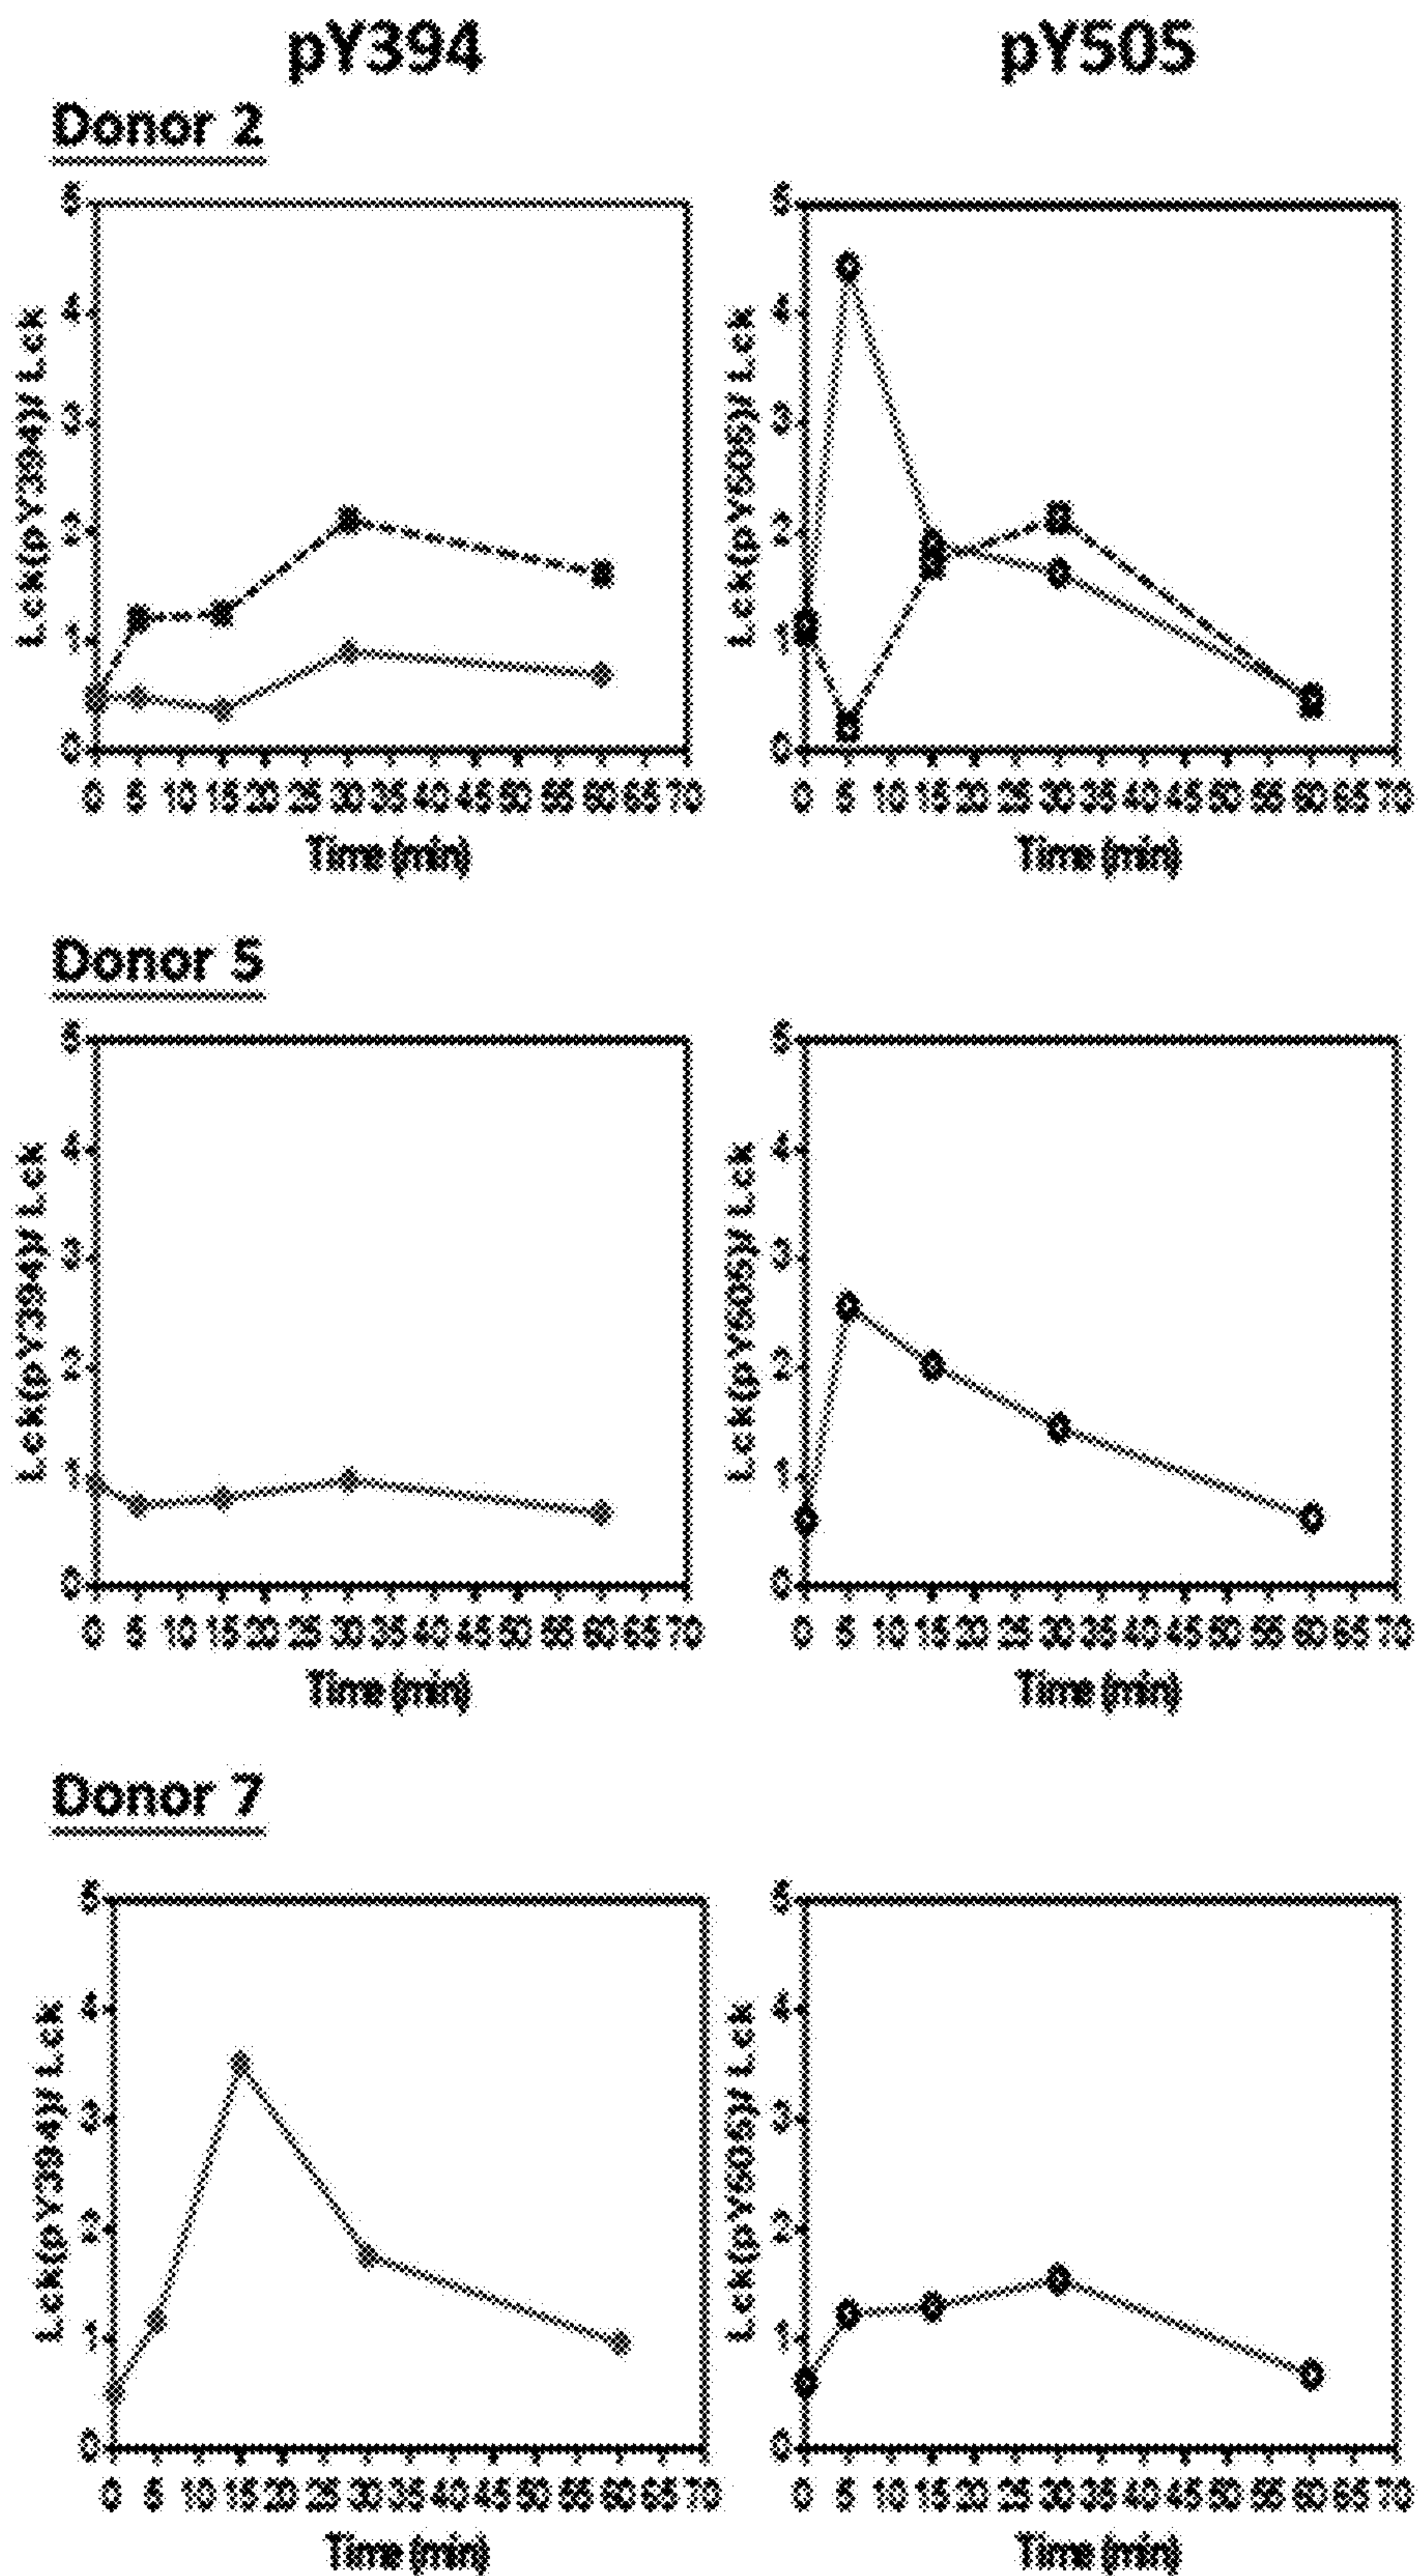 pY394 pY505
Donor 2
5 5
4 4
3 3
2 2
1 1
0 0
Lck(pY394)/ Lck Lck(pY505)/ Lck
0 5 10 15 20 25 30 35 40 45 50 55 60 65 70 0 5 10 15 20 25 30 35 40 45 50 55 60 65 70
Time (min) Time (min)
Donor 5
5 5
4 4
3 3
2 2
1 1
0 0
Lck(pY394)/ Lck Lck(pY505)/ Lck
0 5 10 15 20 25 30 35 40 45 50 55 60 65 70 0 5 10 15 20 25 30 35 40 45 50 55 60 65 70
Time (min) Time (min)
Donor 7
5 5
4 4
3 3
2 2
1 1
0 0
Lck(pY394)/ Lck Lck(pY505)/ Lck
0 5 10 15 20 25 30 35 40 45 50 55 60 65 70 0 5 10 15 20 25 30 35 40 45 50 55 60 65 70
Time (min) Time (min)